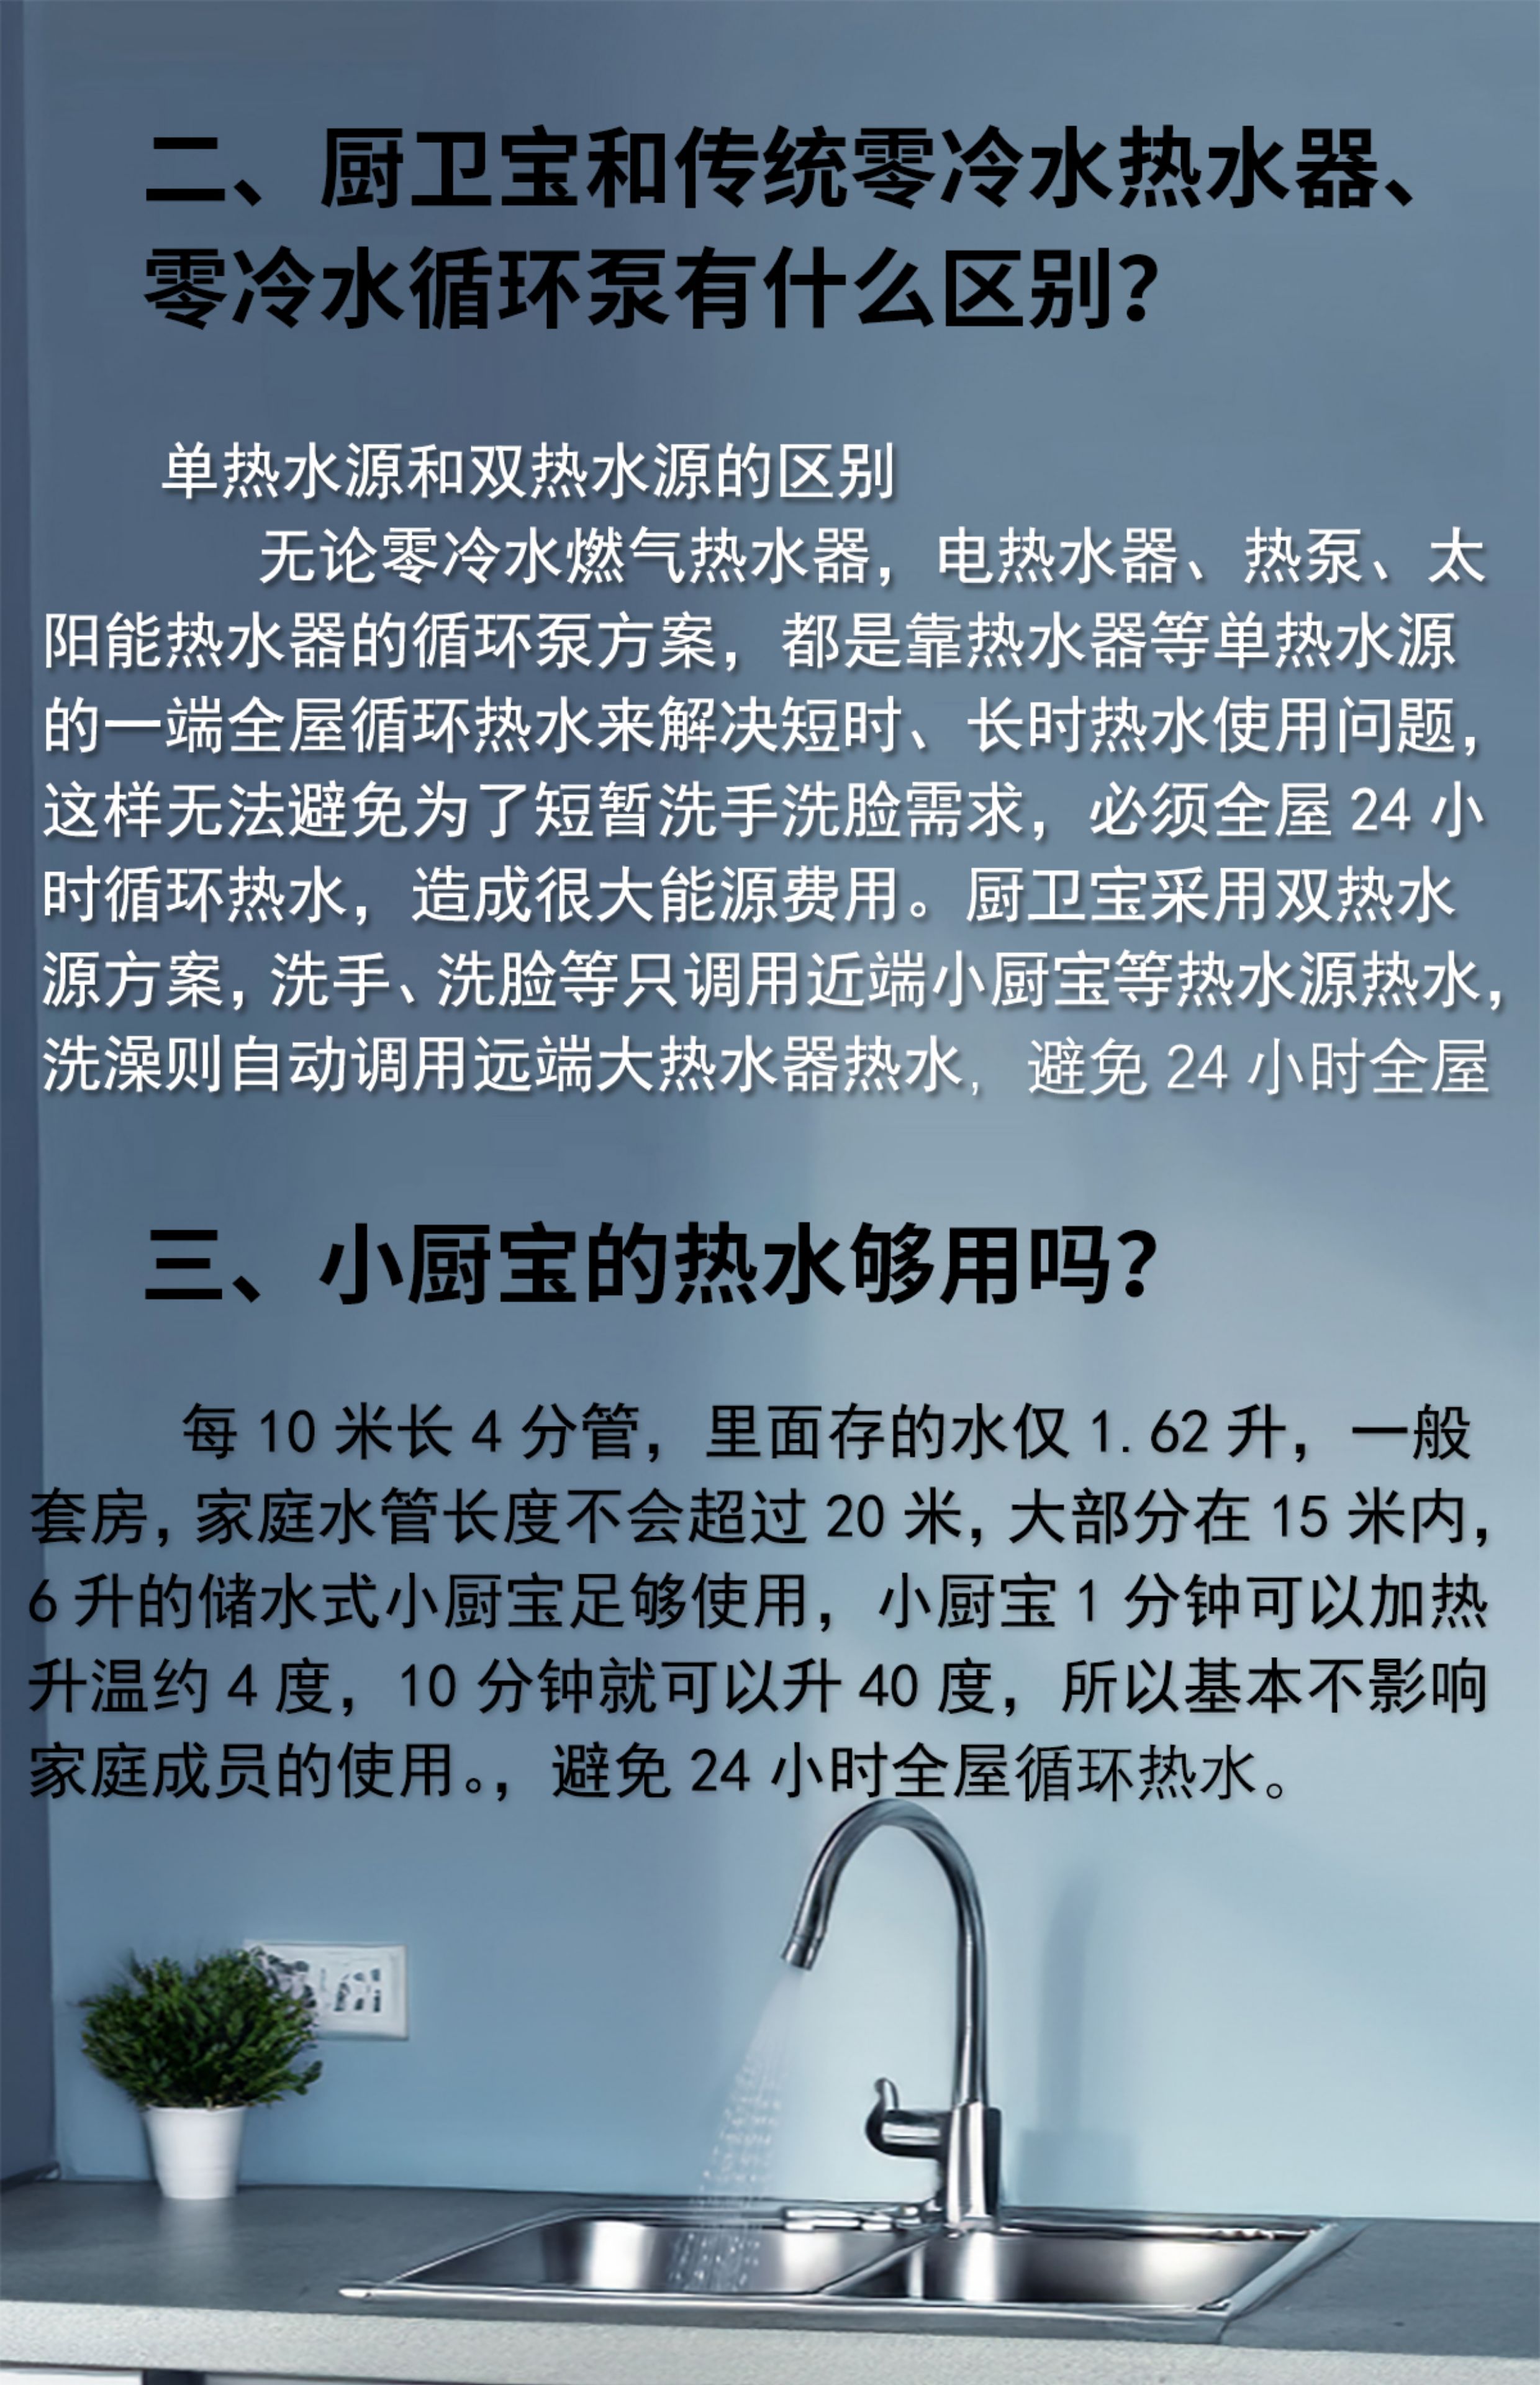 二、厨卫宝和传统零冷水热水器、
零冷水循环泵有什么区别？
单热水源和双热水源的区别
无论零冷水燃气热水器，电热水器、热泵、太
阳能热水器的循环泵方案，都是靠热水器等单热水源
的一端全屋循环热水来解决短时、长时热水使用问题，
这样无法避免为了短暂洗手洗脸需求，必须全屋 24 小
时循环热水，造成很大能源费用。厨卫宝采用双热水
源方案，洗手、洗脸等只调用近端小厨宝等热水源热水，
洗澡则自动调用远端大热水器热水，避免 24 小时全屋
三、小厨宝的热水够用吗？
每 10 米长 4 分管，里面存的水仅 1.62 升，一般
套房，家庭水管长度不会超过 20 米，大部分在 15 米内，
6 升的储水式小厨宝足够使用，小厨宝 1 分钟可以加热
升温约 4 度，10 分钟就可以升 40 度，所以基本不影响
家庭成员的使用。，避免 24 小时全屋循环热水。